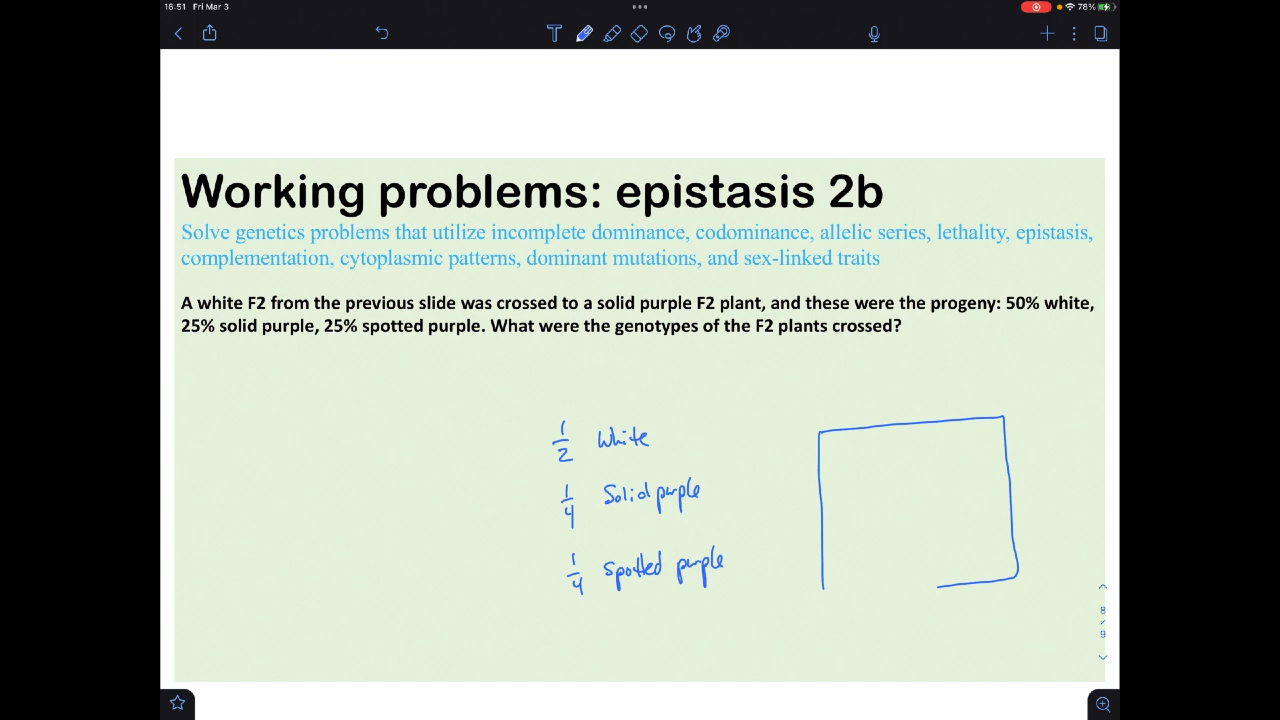 16:51 Fri Mar 3
78%
T
Working problems: epistasis 2b
Solve genetics problems that utilize incomplete dominance, codominance, allelic series, lethality, epistasis,
complementation, cytoplasmic patterns, dominant mutations, and sex-linked traits
A white F2 from the previous slide was crossed to a solid purple F2 plant, and these were the progeny: 50% white,
25% solid purple, 25% spotted purple. What were the genotypes of the F2 plants crossed?
1/2 White
1/4 Solid purple
1/4 Spotted purple
8
/
9